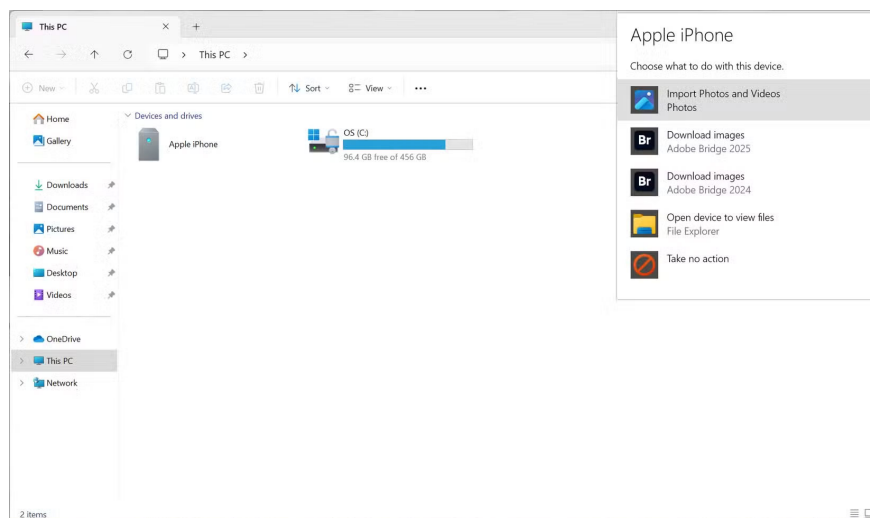 This PC
This PC
New
Sort
View
Home
Gallery
Downloads
Documents
Pictures
Music
Desktop
Videos
OneDrive
This PC
Network
Devices and drives
Apple iPhone
OS (C:)
96.4 GB free of 456 GB
2 items
Apple iPhone
Choose what to do with this device.
Import Photos and Videos
Photos
Br
Download images
Adobe Bridge 2025
Br
Download images
Adobe Bridge 2024
Open device to view files
File Explorer
Take no action